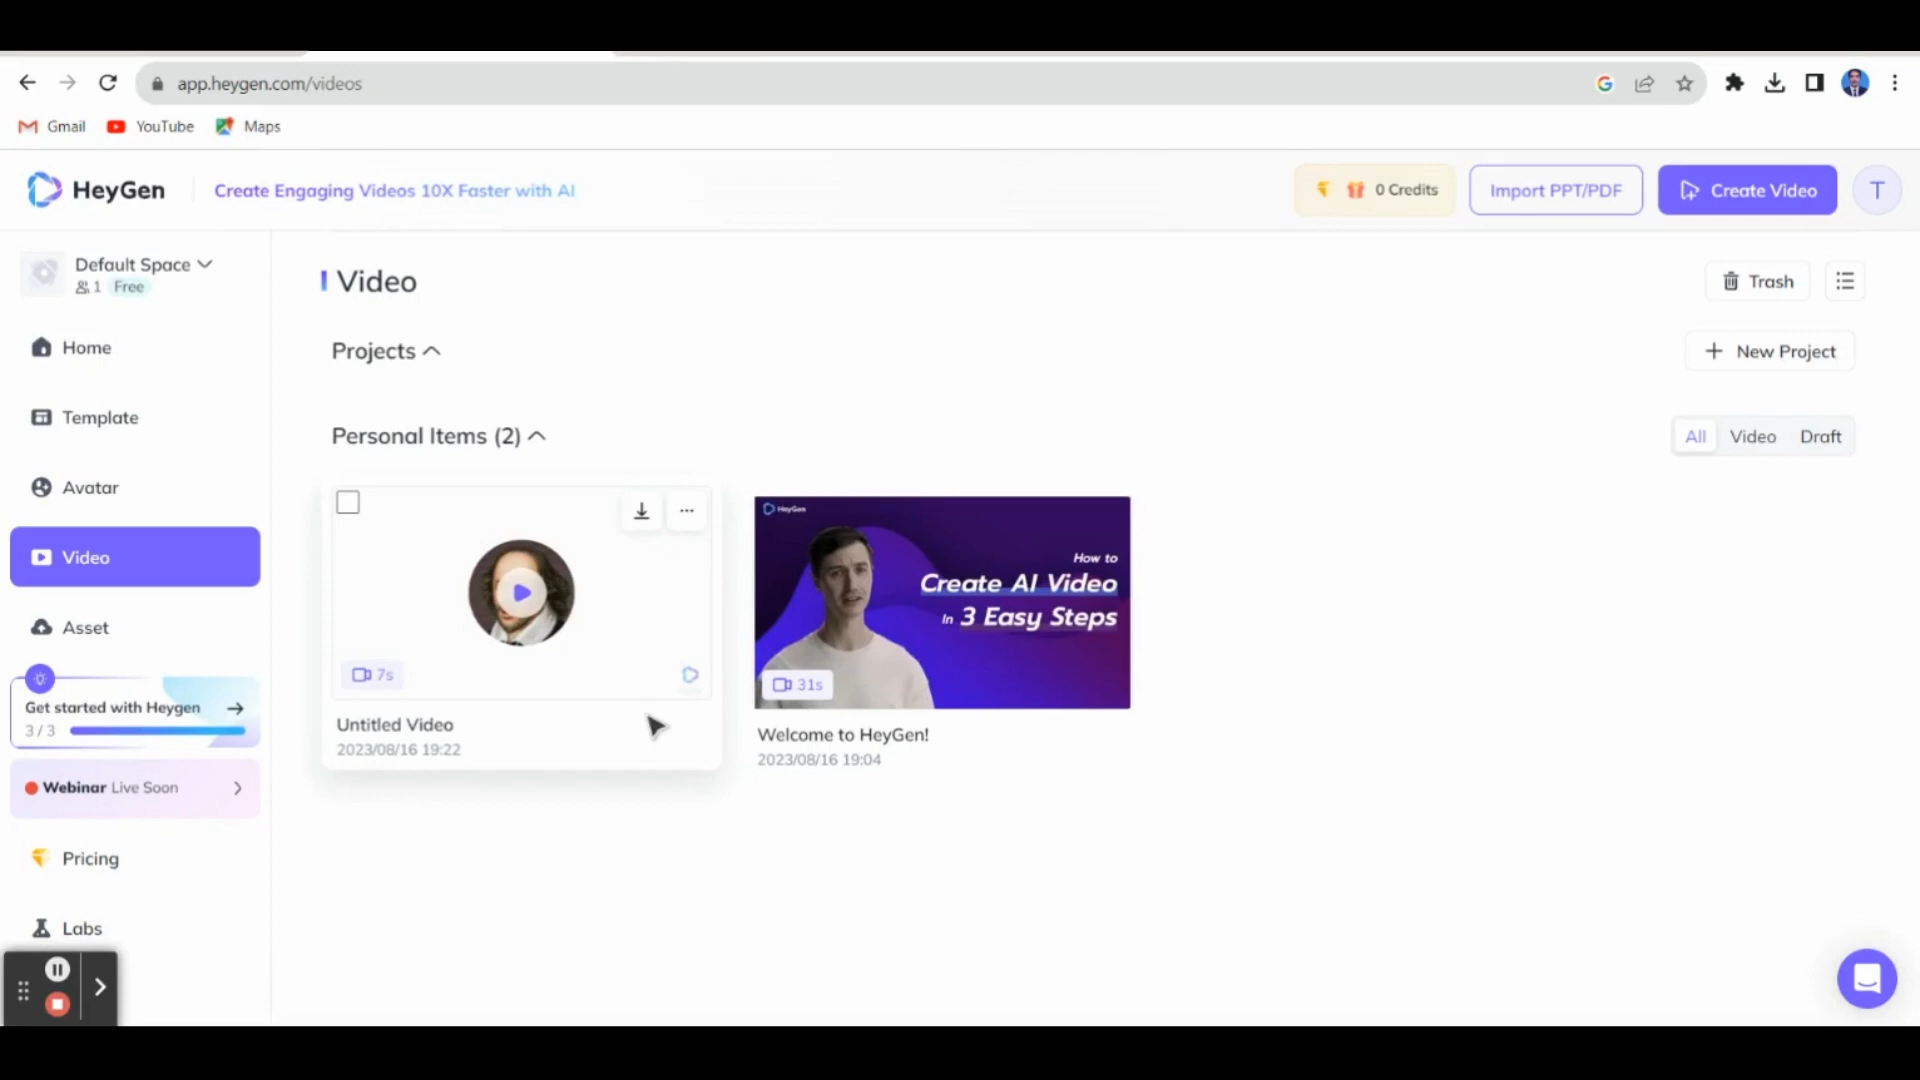 app.heygen.com/videos
Gmail YouTube Maps
HeyGen Create Engaging Videos 10X Faster with AI 0 Credits Import PPT/PDF Create Video T
Default Space
1 Free
Home
Template
Avatar
Video
Asset
Get started with Heygen
3 / 3
Webinar Live Soon
Pricing
Labs
Video
Trash
Projects
New Project
Personal Items (2)
All Video Draft
7s
Untitled Video
2023/08/16 19:22
HeyGen
How to
Create AI Video
In 3 Easy Steps
31s
Welcome to HeyGen!
2023/08/16 19:04